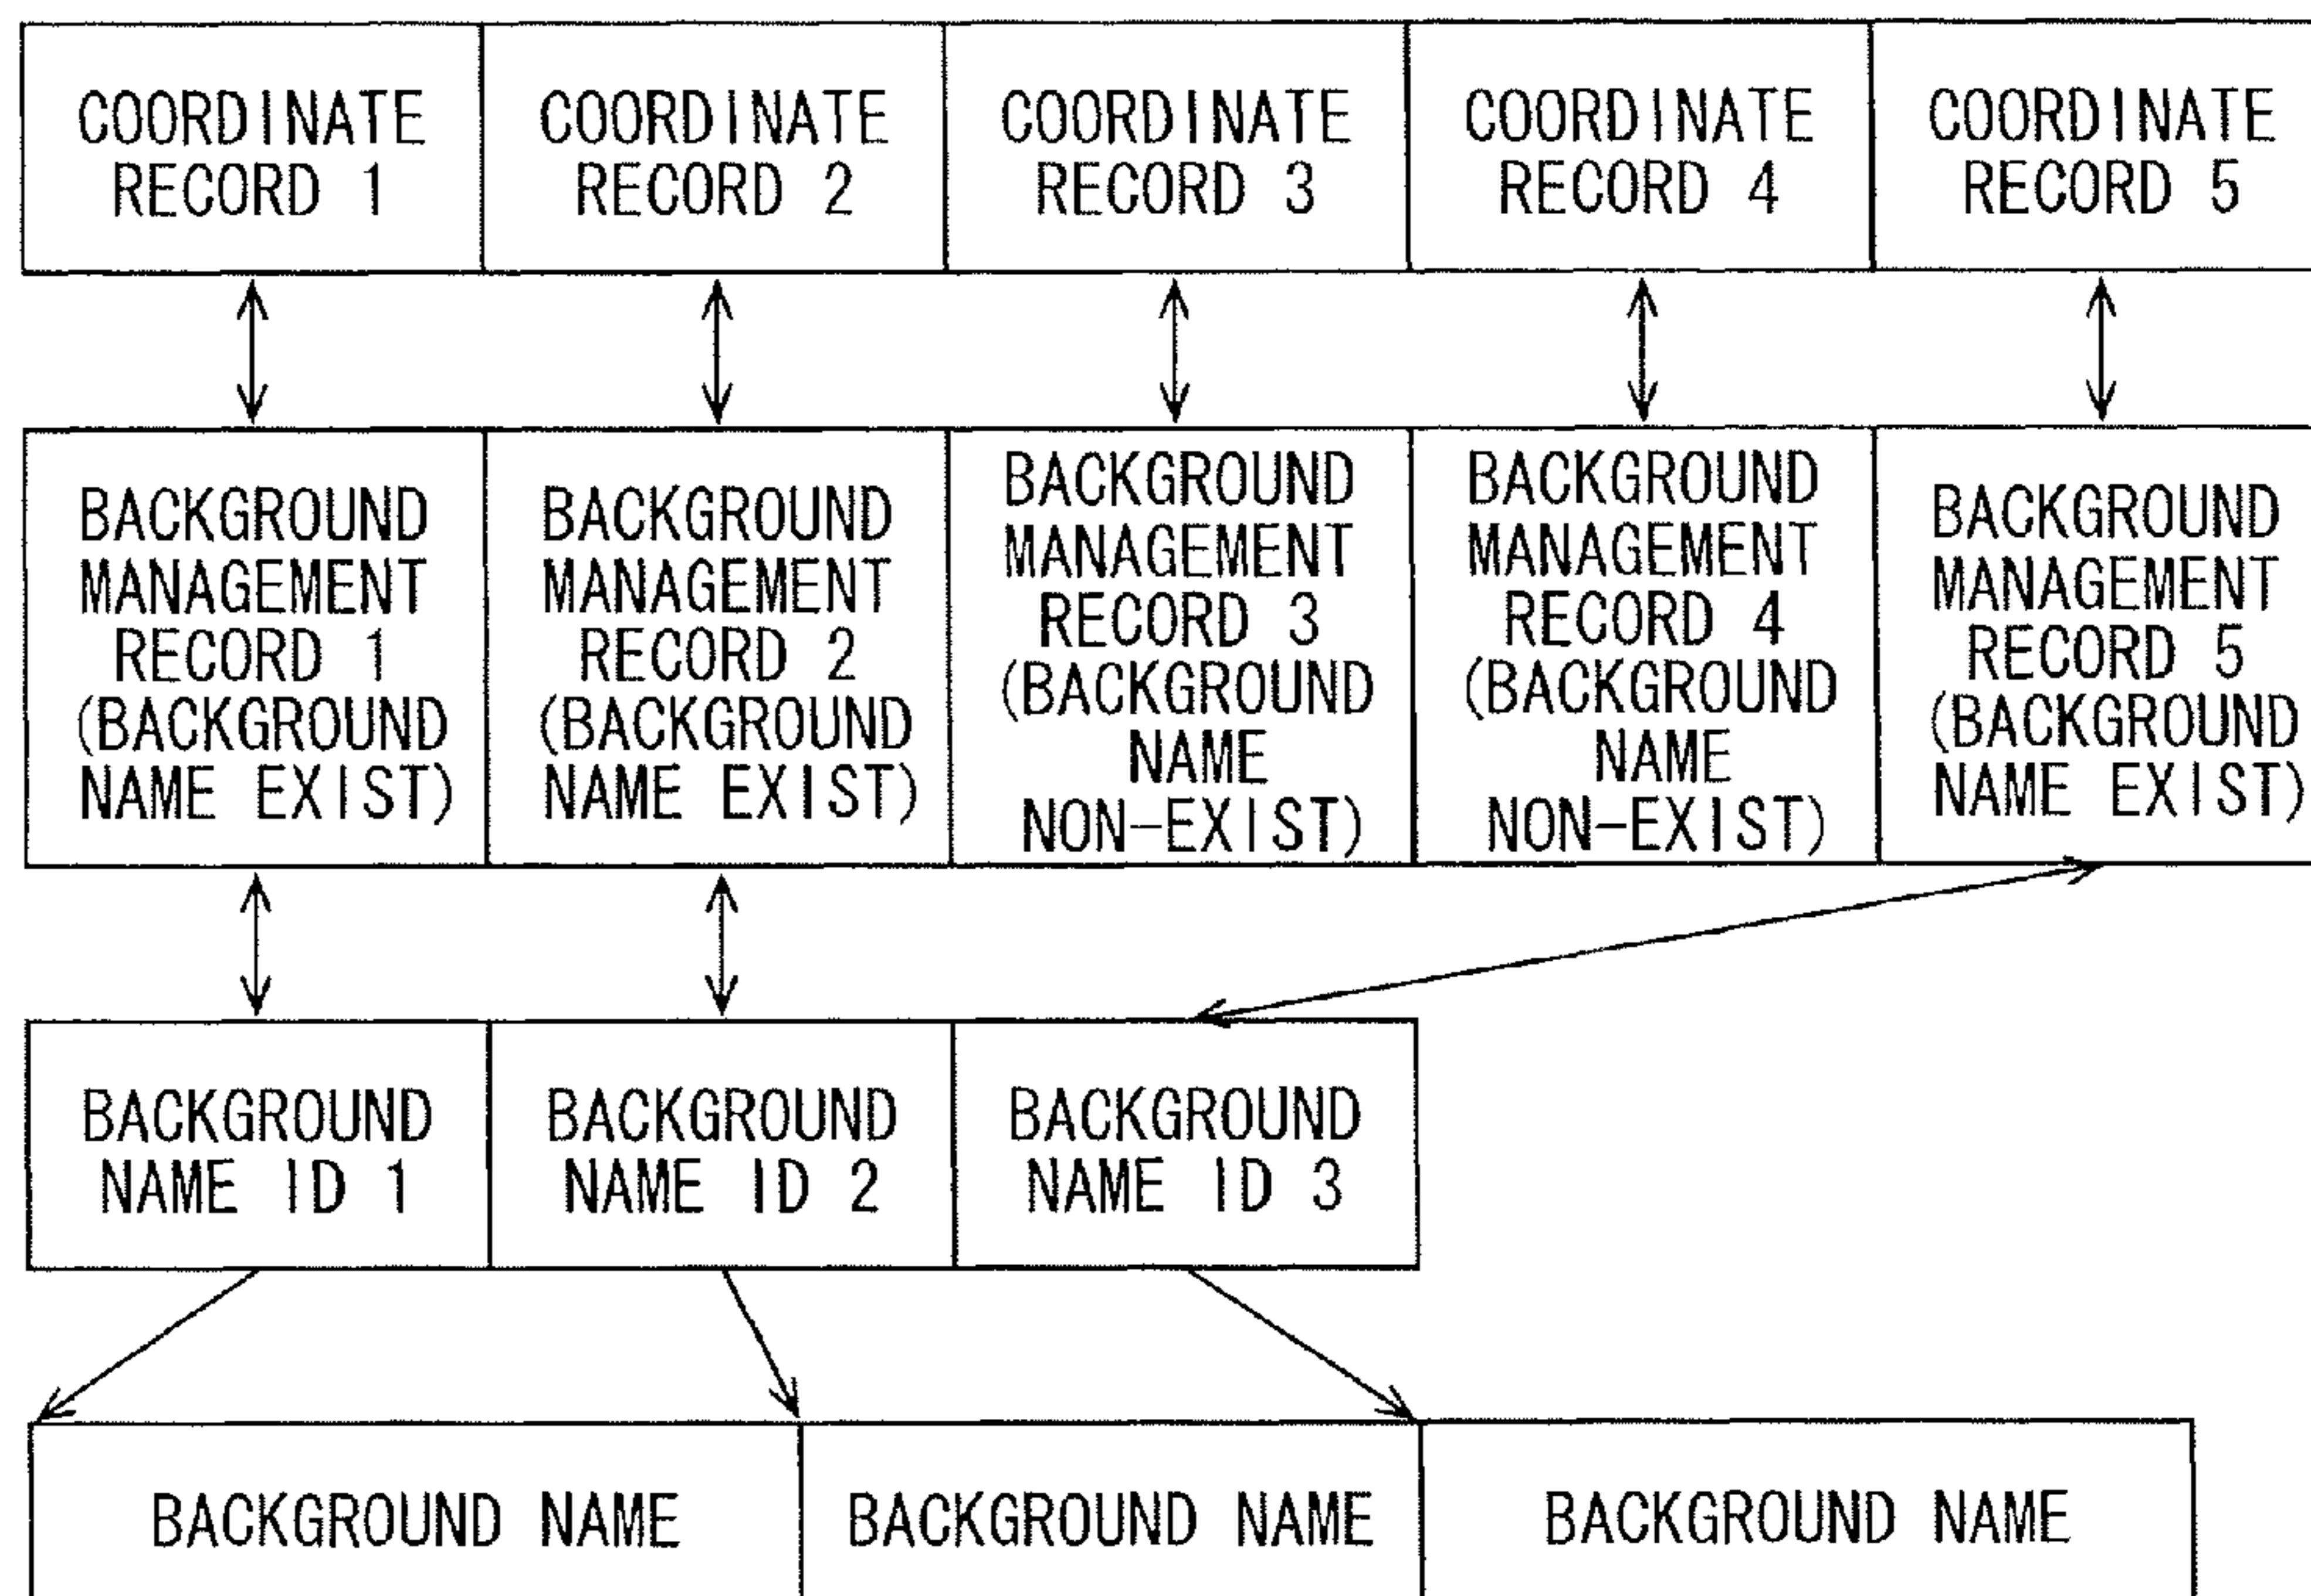 COORDINATE
RECORD 1
COORDINATE
RECORD 2
COORDINATE
RECORD 3
COORDINATE
RECORD 4
COORDINATE
RECORD 5
BACKGROUND
MANAGEMENT
RECORD 1
(BACKGROUND
NAME EXIST)
BACKGROUND
MANAGEMENT
RECORD 2
(BACKGROUND
NAME EXIST)
BACKGROUND
MANAGEMENT
RECORD 3
(BACKGROUND
NAME
NON-EXIST)
BACKGROUND
MANAGEMENT
RECORD 4
(BACKGROUND
NAME
NON-EXIST)
BACKGROUND
MANAGEMENT
RECORD 5
(BACKGROUND
NAME EXIST)
BACKGROUND
NAME ID 1
BACKGROUND
NAME ID 2
BACKGROUND
NAME ID 3
BACKGROUND NAME
BACKGROUND NAME
BACKGROUND NAME